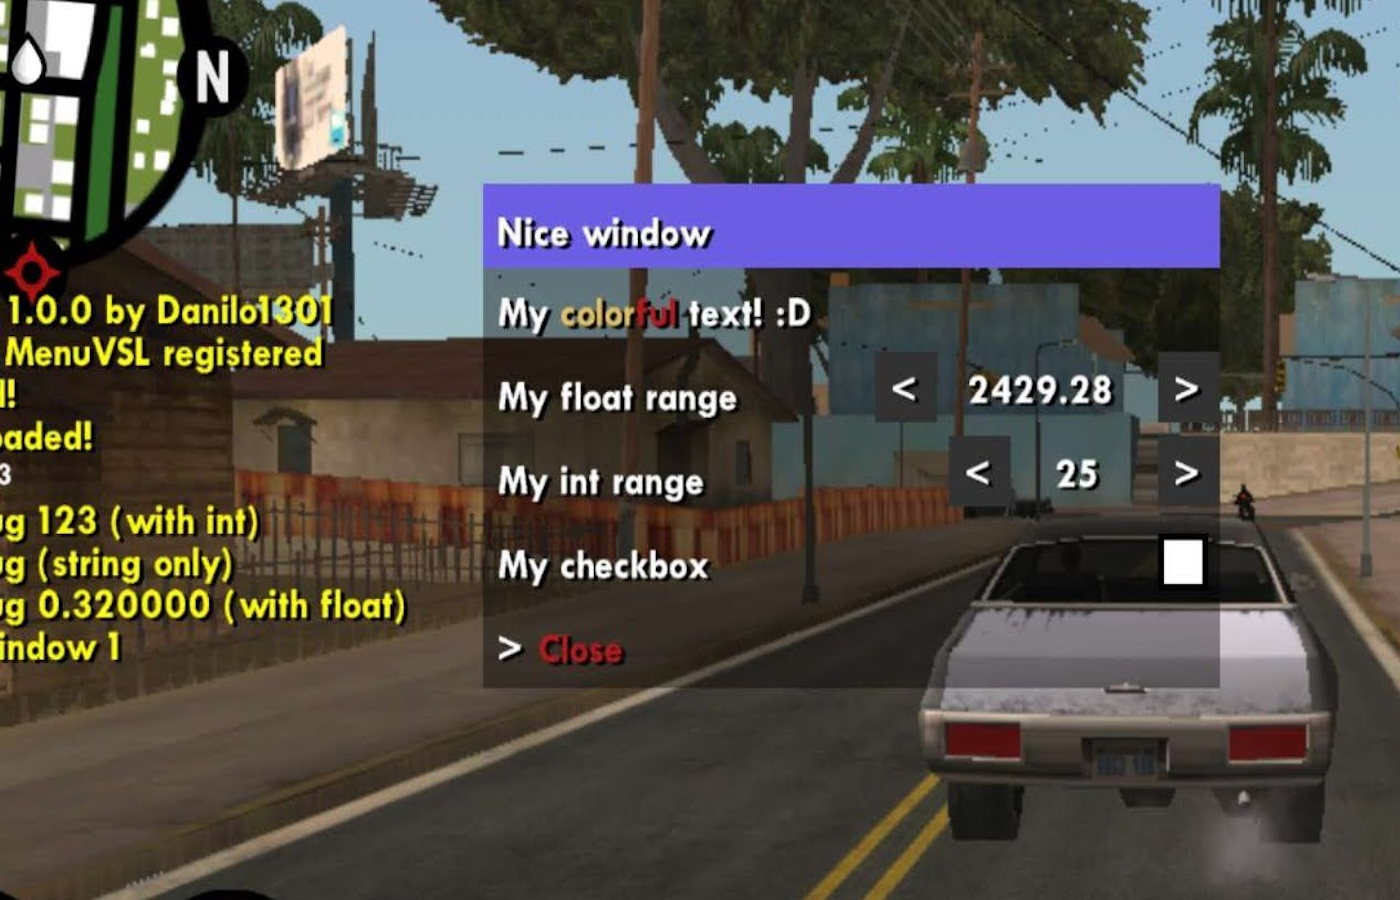 N
1.0.0 by Danilo1301
MenuVSL registered
d!
oaded!
3
ug 123 (with int)
ug (string only)
ug 0.320000 (with float)
indow 1
Nice window
My colorful text! :D
My float range < 2429.28 >
My int range < 25 >
My checkbox
> Close